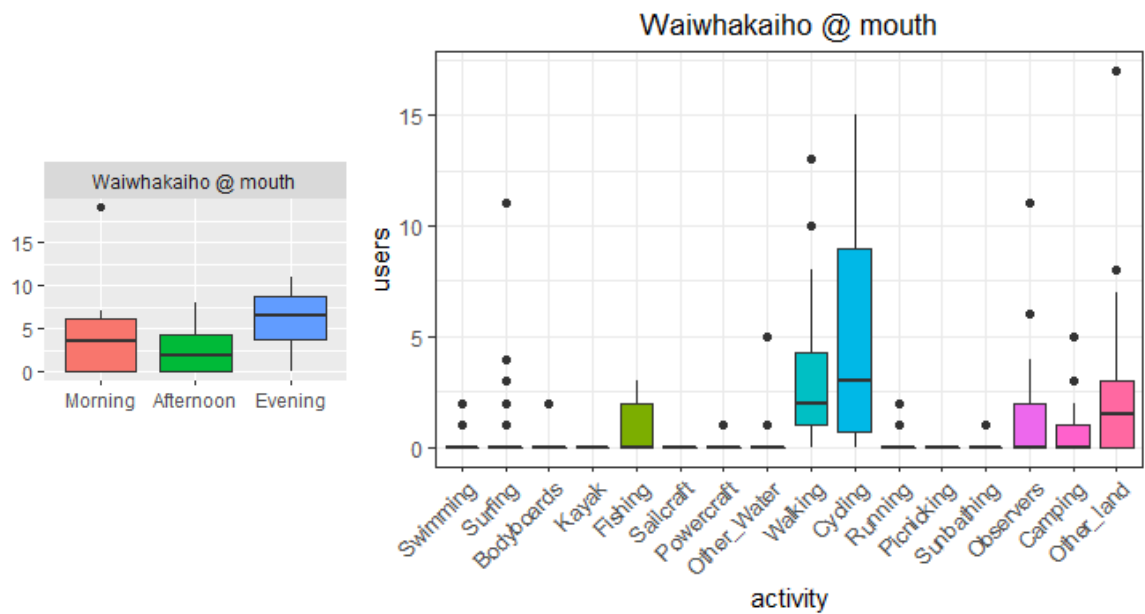 Waiwhakaiho @ mouth
15
10
5
0
Morning Afternoon Evening
Waiwhakaiho @ mouth
users
15
10
5
0
Swimming
Surfing
Bodyboards
Kayak
Fishing
Sailcraft
Powercraft
Other_Water
Walking
Cycling
Running
Picnicking
Sunbathing
Observers
Camping
Other_land
activity